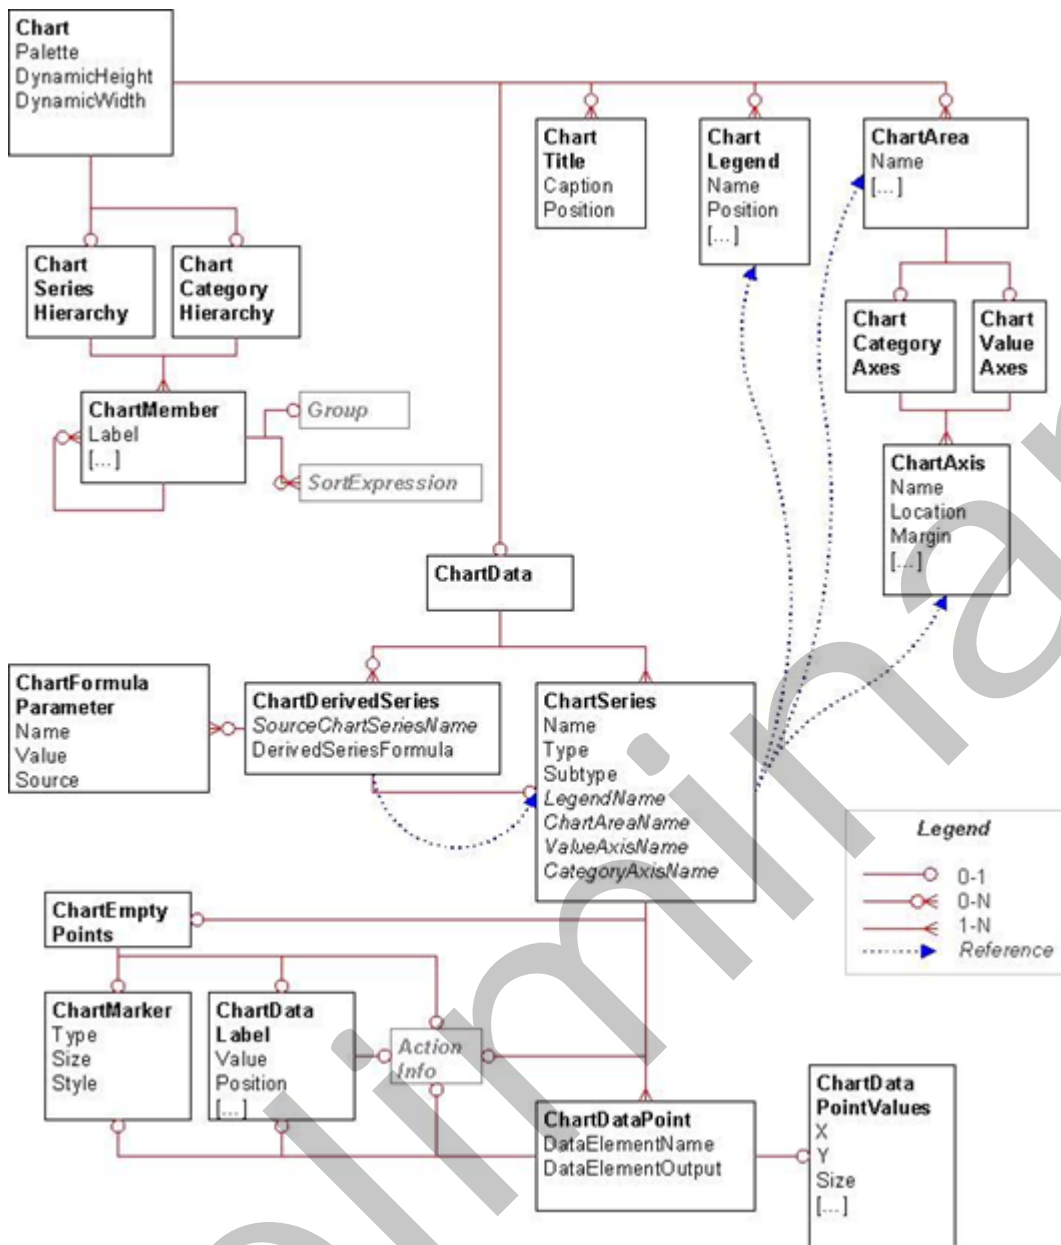 Chart
Palette
DynamicHeight
DynamicWidth
Chart
Title
Caption
Position
Chart
Legend
Name
Position
[...]
ChartArea
Name
[...]
Chart
Series
Hierarchy
Chart
Category
Hierarchy
Chart
Category
Axes
Chart
Value
Axes
ChartMember
Label
[...]
Group
SortExpression
ChartAxis
Name
Location
Margin
[...]
ChartData
ChartFormula
Parameter
Name
Value
Source
ChartDerivedSeries
SourceChartSeriesName
DerivedSeriesFormula
ChartSeries
Name
Type
Subtype
LegendName
ChartAreaName
ValueAxisName
CategoryAxisName
Legend
0-1
0-N
1-N
Reference
ChartEmpty
Points
ChartMarker
Type
Size
Style
ChartData
Label
Value
Position
[...]
Action
Info
ChartDataPoint
DataElementName
DataElementOutput
ChartData
PointValues
X
Y
Size
[...]